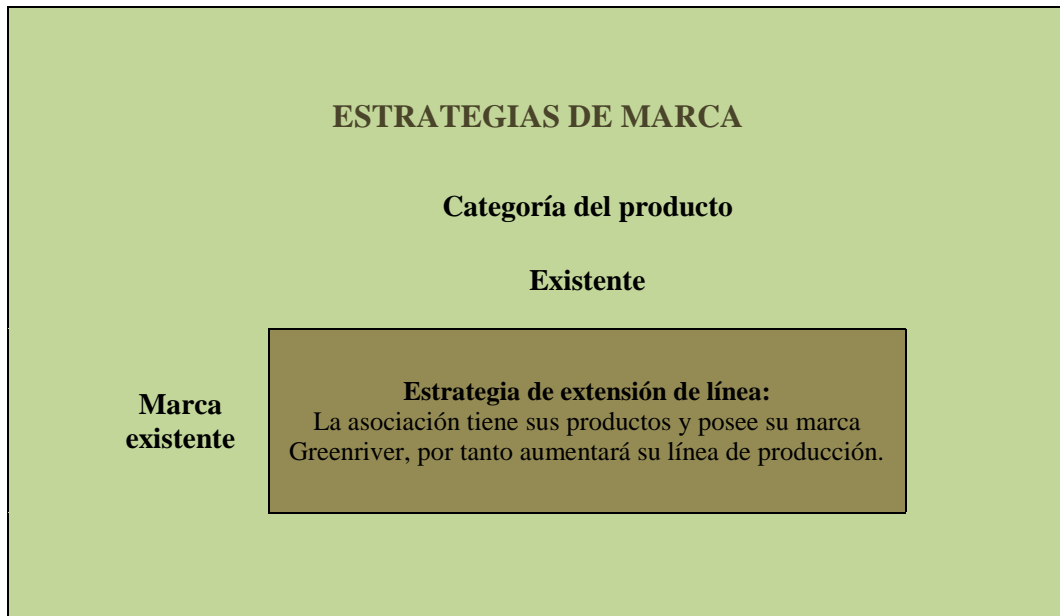 ESTRATEGIAS DE MARCA
Categoría del producto
Existente
Marca
existente
Estrategia de extensión de línea:
La asociación tiene sus productos y posee su marca
Greenriver, por tanto aumentará su línea de producción.